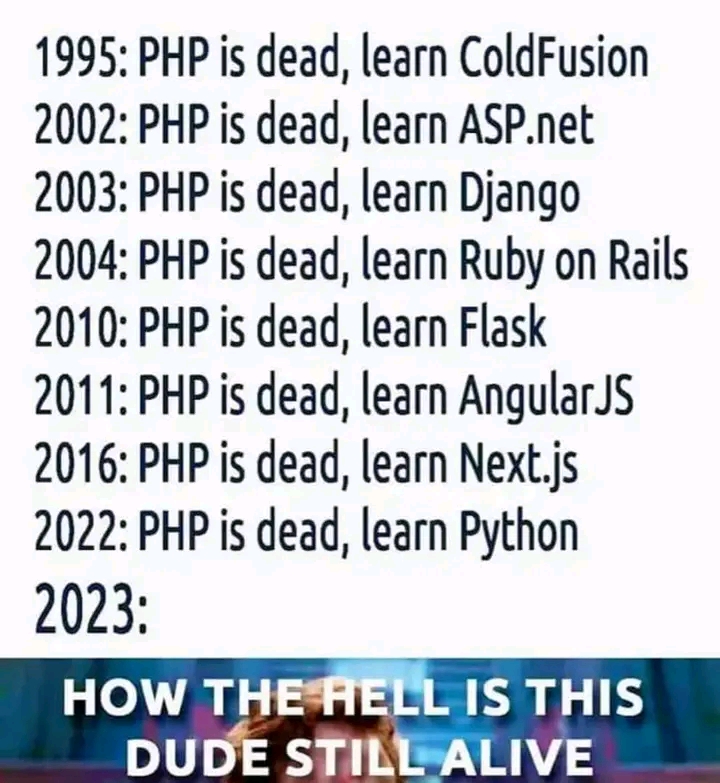 1995: PHP is dead, learn ColdFusion
2002: PHP is dead, learn ASP.net
2003: PHP is dead, learn Django
2004: PHP is dead, learn Ruby on Rails
2010: PHP is dead, learn Flask
2011: PHP is dead, learn AngularJS
2016: PHP is dead, learn Next.js
2022: PHP is dead, learn Python
2023:
HOW THE HELL IS THIS
DUDE STILL ALIVE